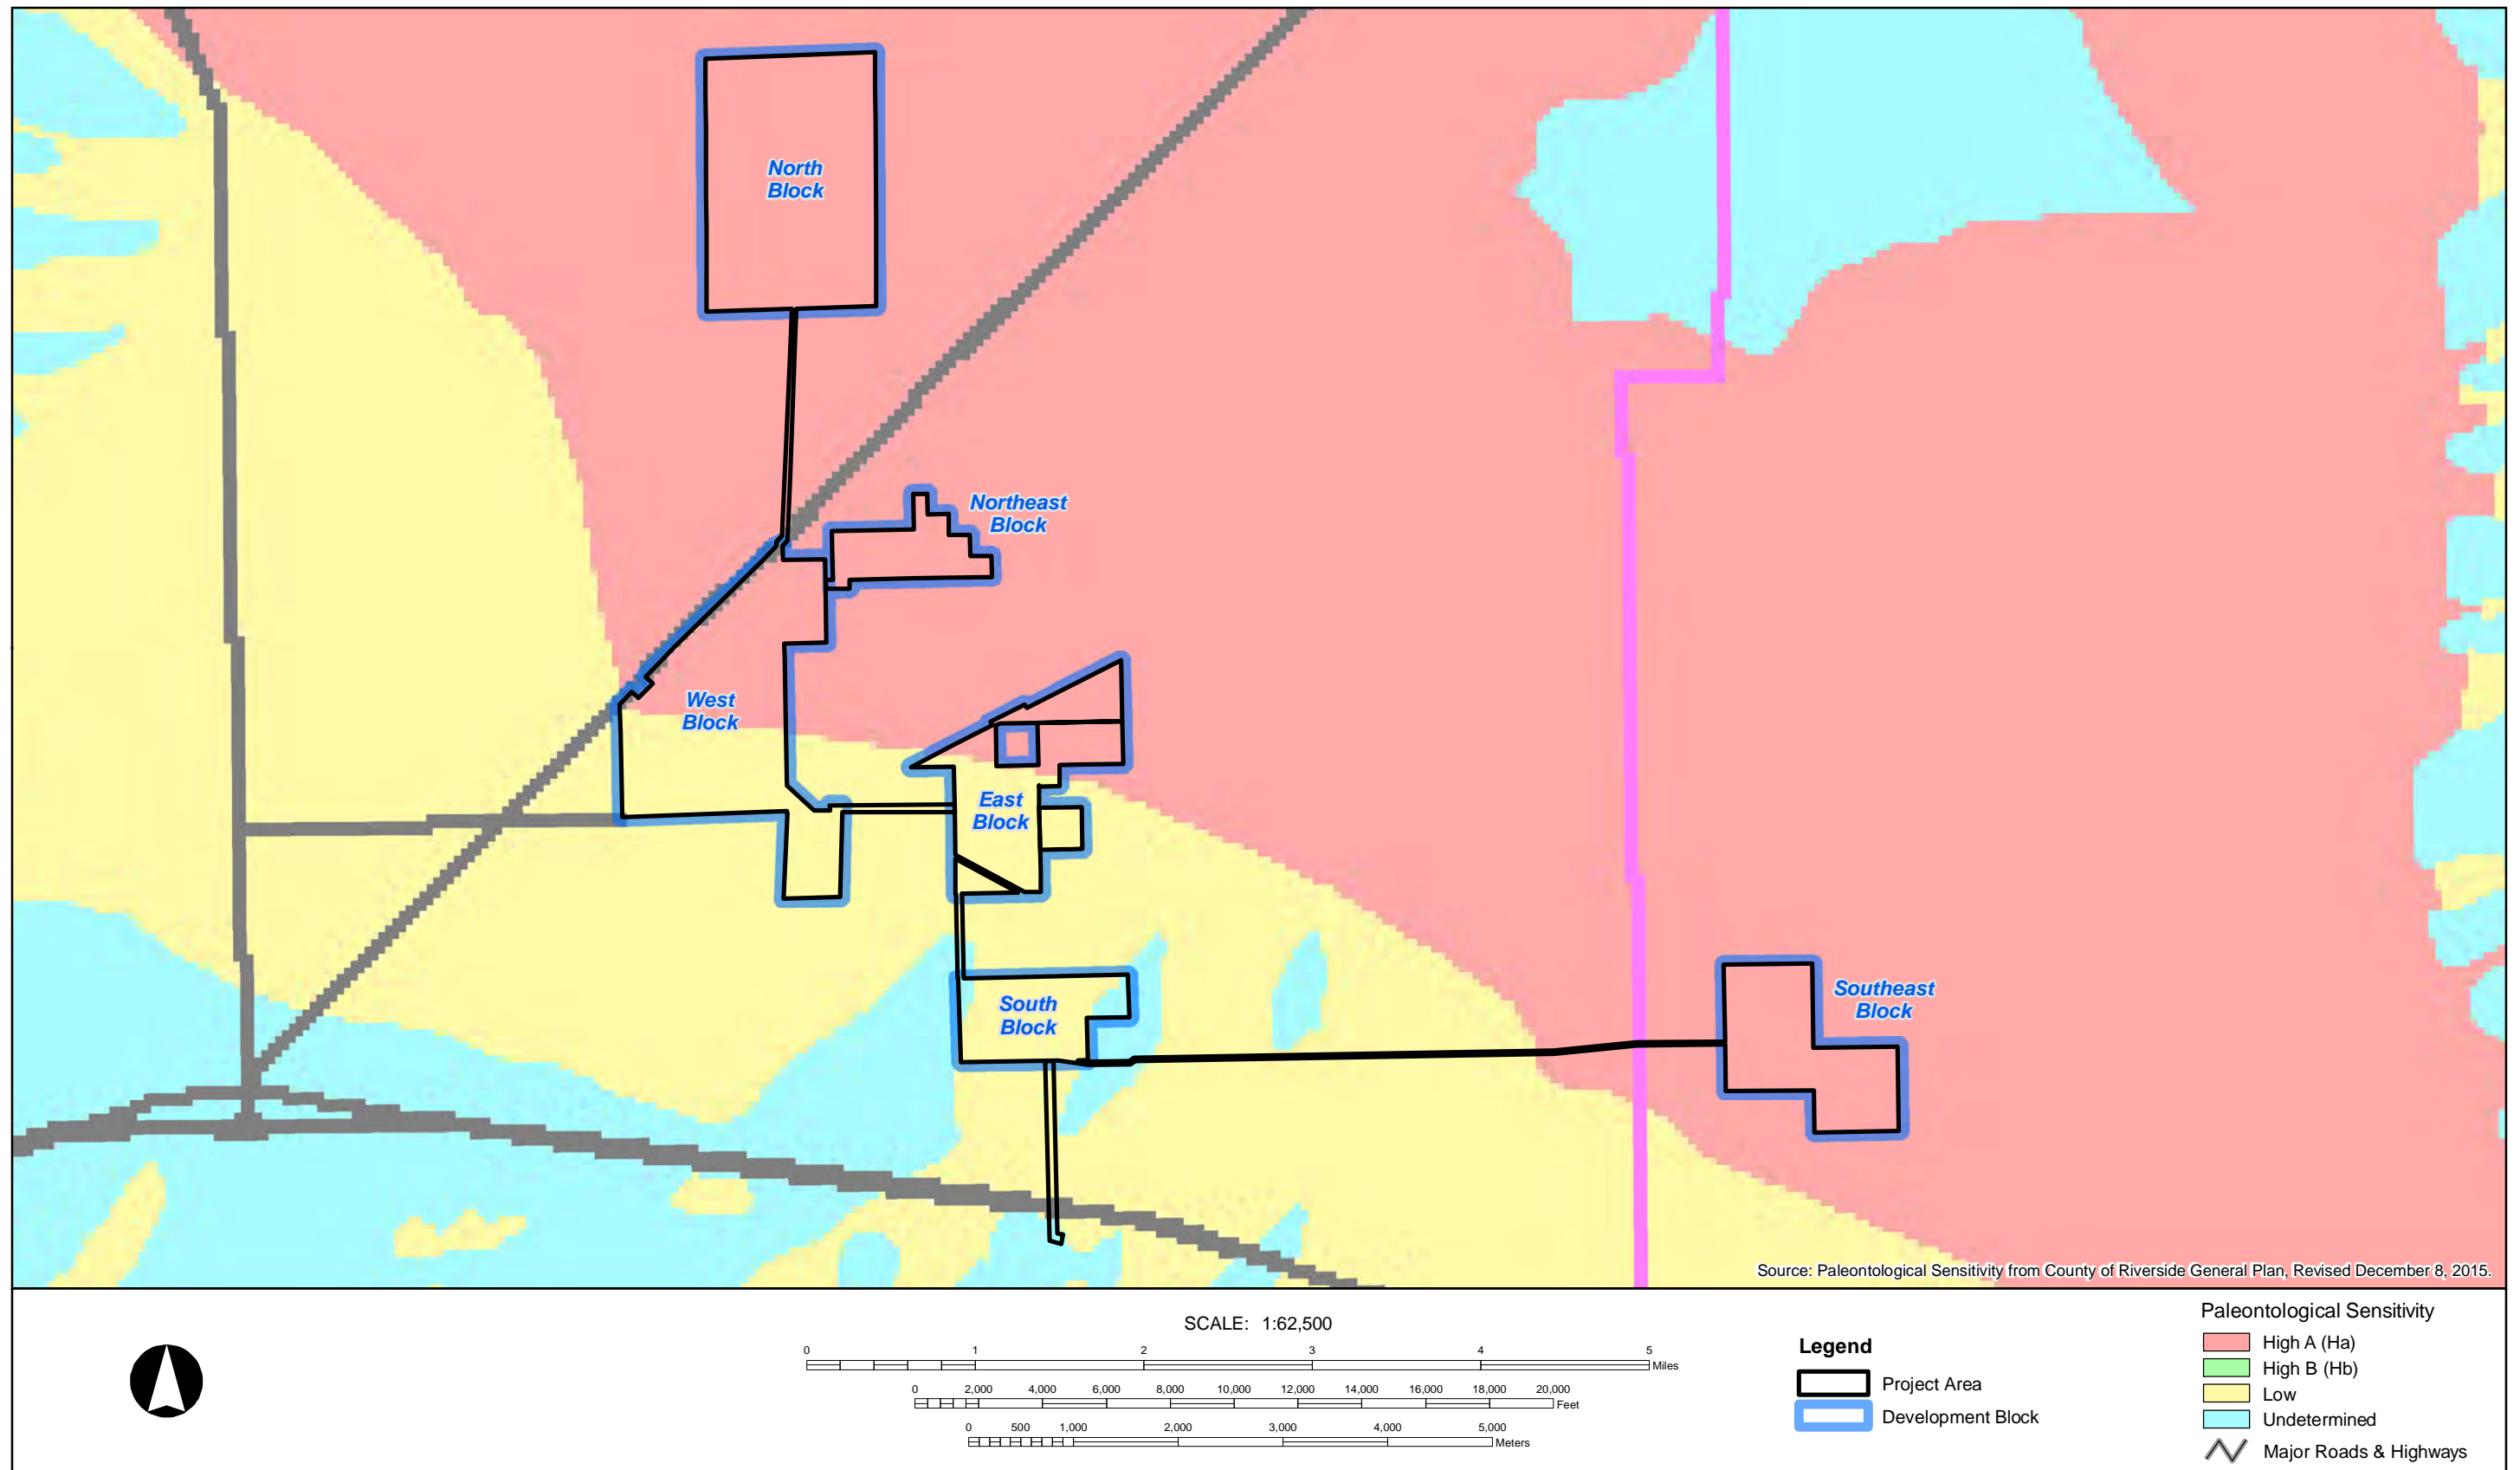 North
Block
Northeast
Block
West
Block
East
Block
South
Block
Southeast
Block
Source: Paleontological Sensitivity from County of Riverside General Plan, Revised December 8, 2015.
SCALE: 1:62,500
0 1 2 3 4 5
Miles
0 2,000 4,000 6,000 8,000 10,000 12,000 14,000 16,000 18,000 20,000
Feet
0 500 1,000 2,000 3,000 4,000 5,000
Meters
Legend
Project Area
Development Block
Paleontological Sensitivity
High A (Ha)
High B (Hb)
Low
Undetermined
Major Roads & Highways